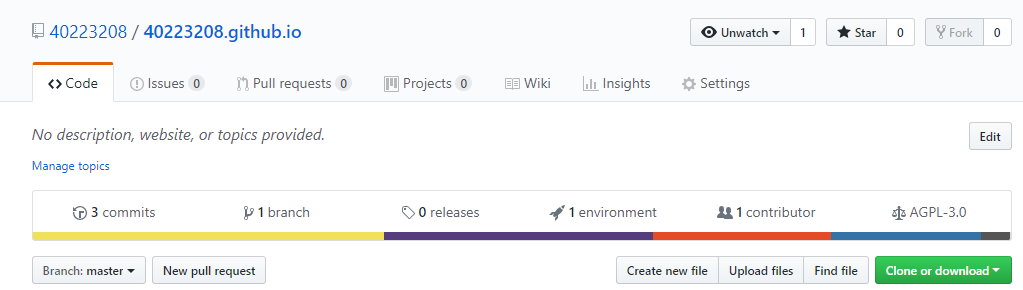 40223208 / 40223208.github.io Unwatch 1 Star 0 Fork 0
Code Issues 0 Pull requests 0 Projects 0 Wiki Insights Settings
No description, website, or topics provided. Edit
Manage topics
3 commits 1 branch 0 releases 1 environment 1 contributor AGPL-3.0
Branch: master New pull request Create new file Upload files Find file Clone or download